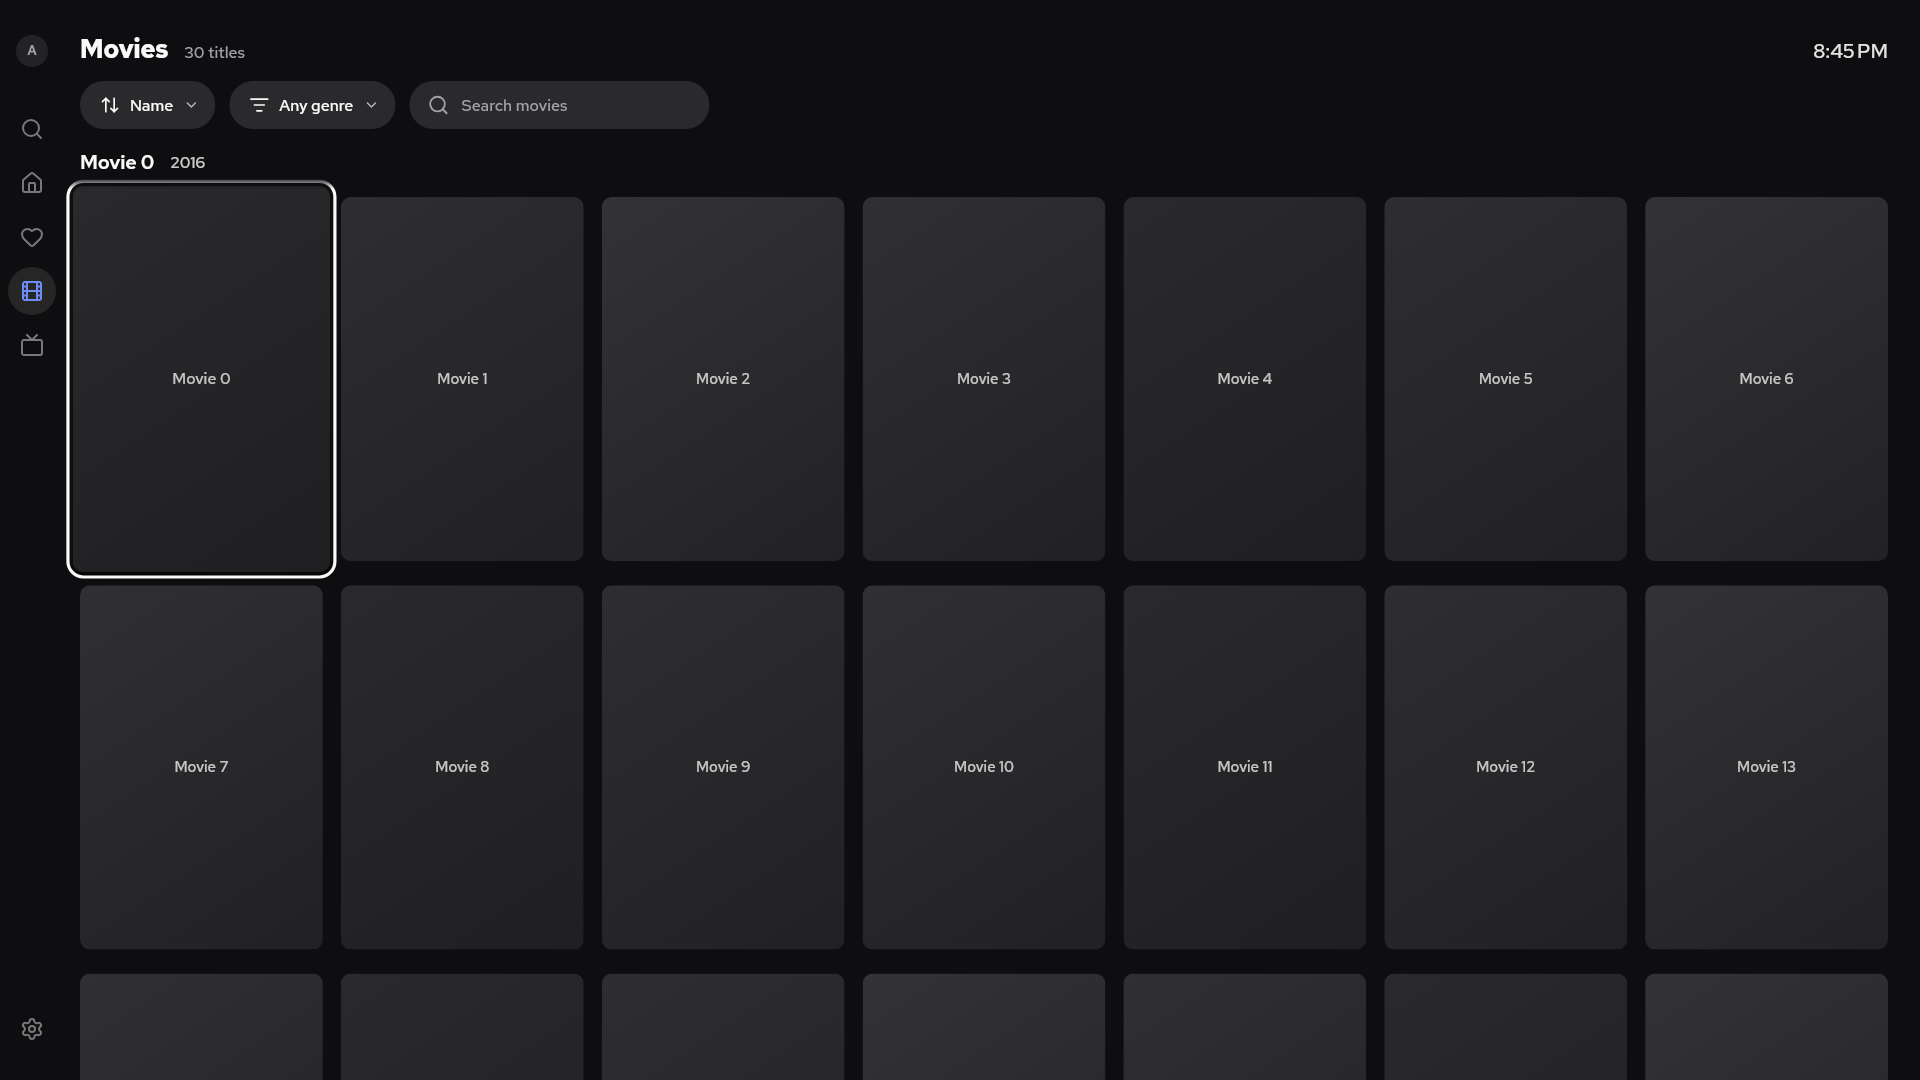 A
Movies 30 titles
8:45 PM
Name
Any genre
Search movies
Movie 0 2016
Movie 0
Movie 1
Movie 2
Movie 3
Movie 4
Movie 5
Movie 6
Movie 7
Movie 8
Movie 9
Movie 10
Movie 11
Movie 12
Movie 13